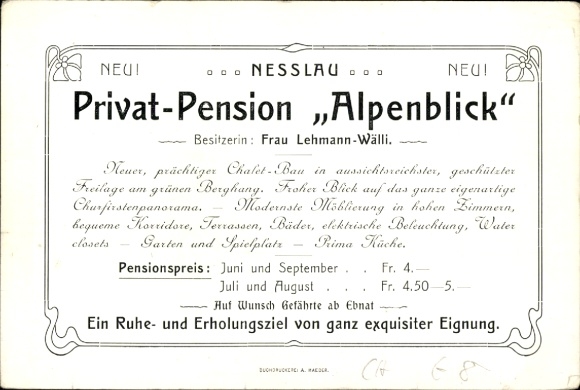 NEU! NESSLAU NEU!
Privat-Pension „Alpenblick“
Besitzerin: Frau Lehmann-Wälli.
Neuer, prächtiger Chalet-Bau in aussichtsreichster, geschützter
Freilage am grünen Berghang. Froher Blick auf das ganze eigenartige
Churfirstenpanorama. — Modernste Möblierung in hohen Zimmern,
bequeme Korridore, Terrassen, Bäder, elektrische Beleuchtung, Water
closets — Garten und Spielplatz — Prima Küche.
Pensionspreis: Juni und September . . Fr. 4.—
Juli und August . . . Fr. 4.50—5.—
Auf Wunsch Gefährte ab Ebnat
Ein Ruhe- und Erholungsziel von ganz exquisiter Eignung.
BUCHDRUCKEREI A. MAEDER.